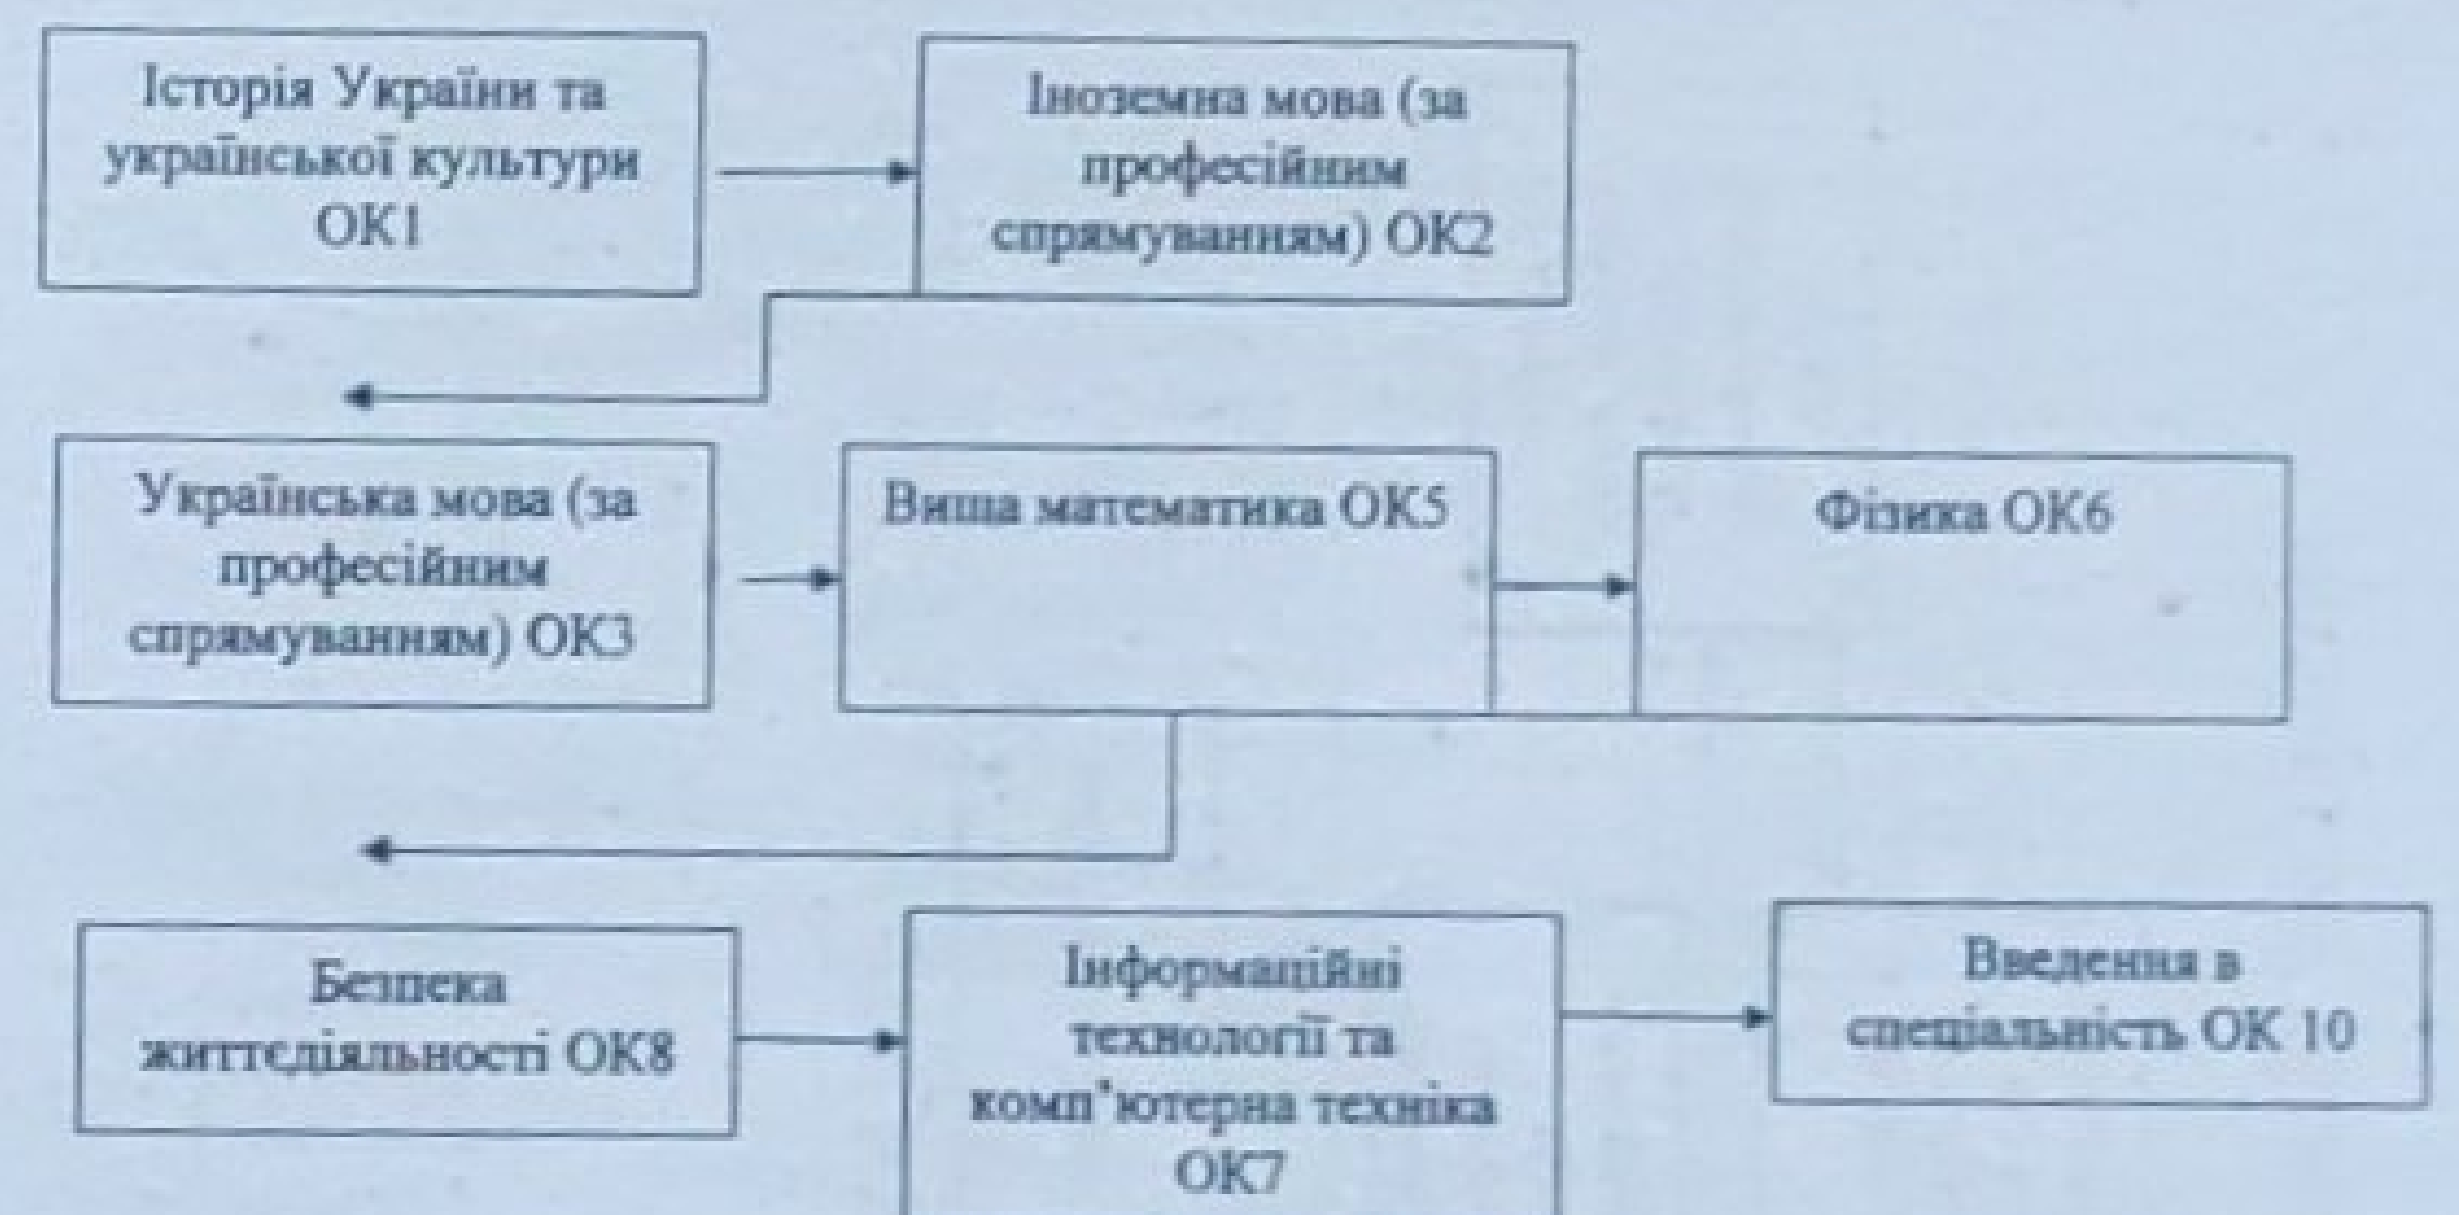 Історія України та
української культури
ОК1
Іноземна мова (за
професійним
спрямуванням) ОК2
Українська мова (за
професійним
спрямуванням) ОК3
Вища математика ОК5
Фізика ОК6
Безпека
життєдіяльності ОК8
Інформаційні
технології та
комп"ютерна техніка
ОК7
Введення в
спеціальність ОК 10